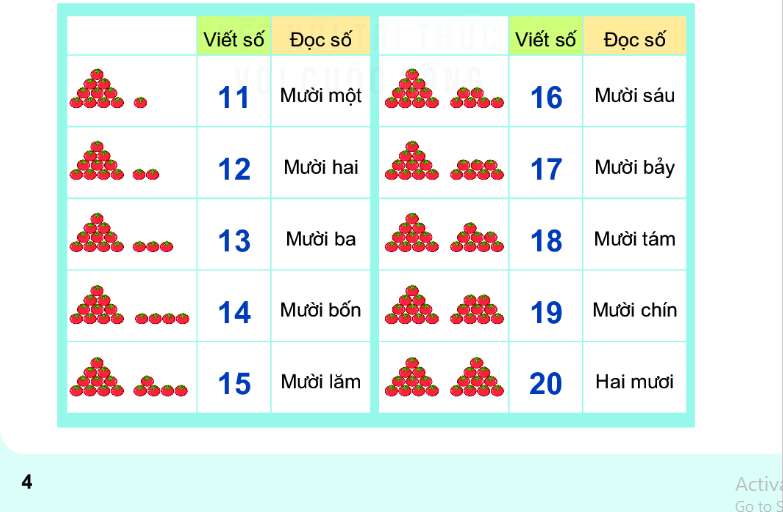 Viết số Đọc số Viết số Đọc số
11 Mười một 16 Mười sáu
12 Mười hai 17 Mười bảy
13 Mười ba 18 Mười tám
14 Mười bốn 19 Mười chín
15 Mười lăm 20 Hai mươi
4
Go to